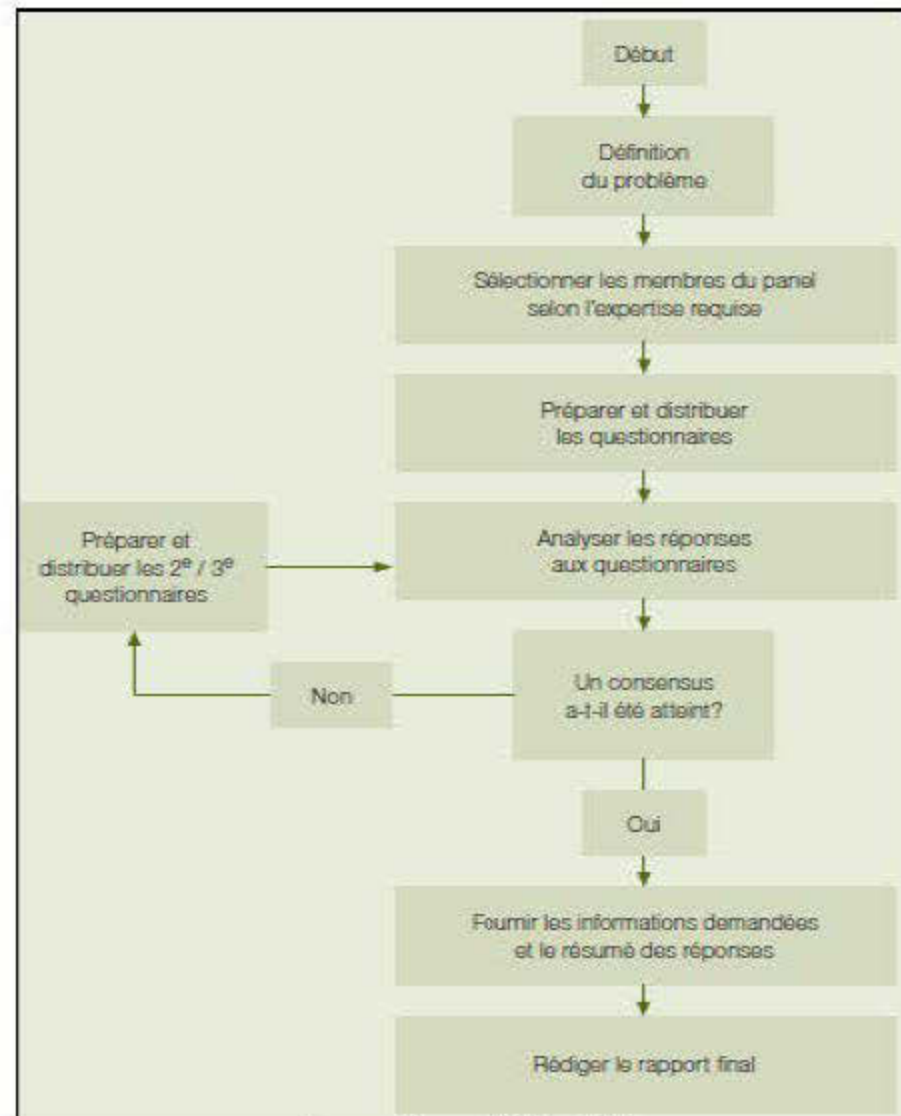 Début
Définition
du problème
Sélectionner les membres du panel
selon l'expertise requise
Préparer et distribuer
les questionnaires
Analyser les réponses
aux questionnaires
Préparer et
distribuer les 2e / 3e
questionnaires
Un consensus
a-t-il été atteint?
Non
Oui
Fournir les informations demandées
et le résumé des réponses
Rédiger le rapport final